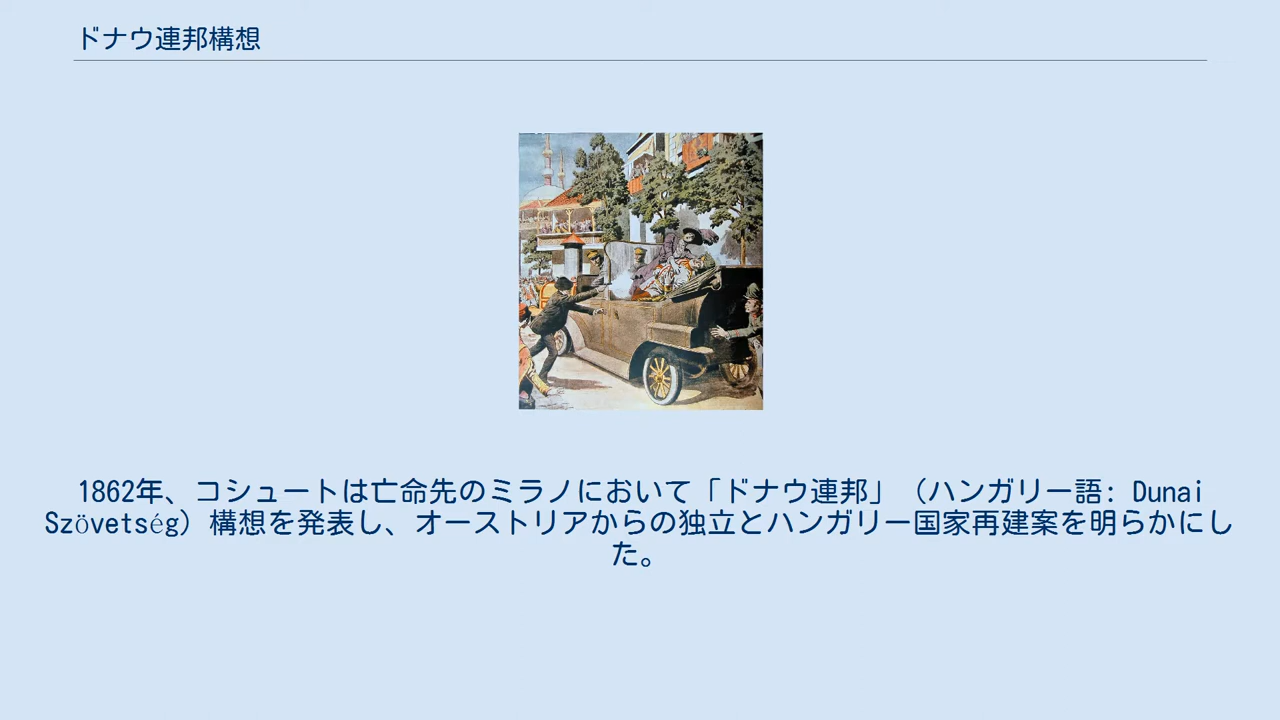 ドナウ連邦構想
1862年、コシュートは亡命先のミラノにおいて「ドナウ連邦」（ハンガリー語: Dunai
Szövetség）構想を発表し、オーストリアからの独立とハンガリー国家再建案を明らかにし
た。